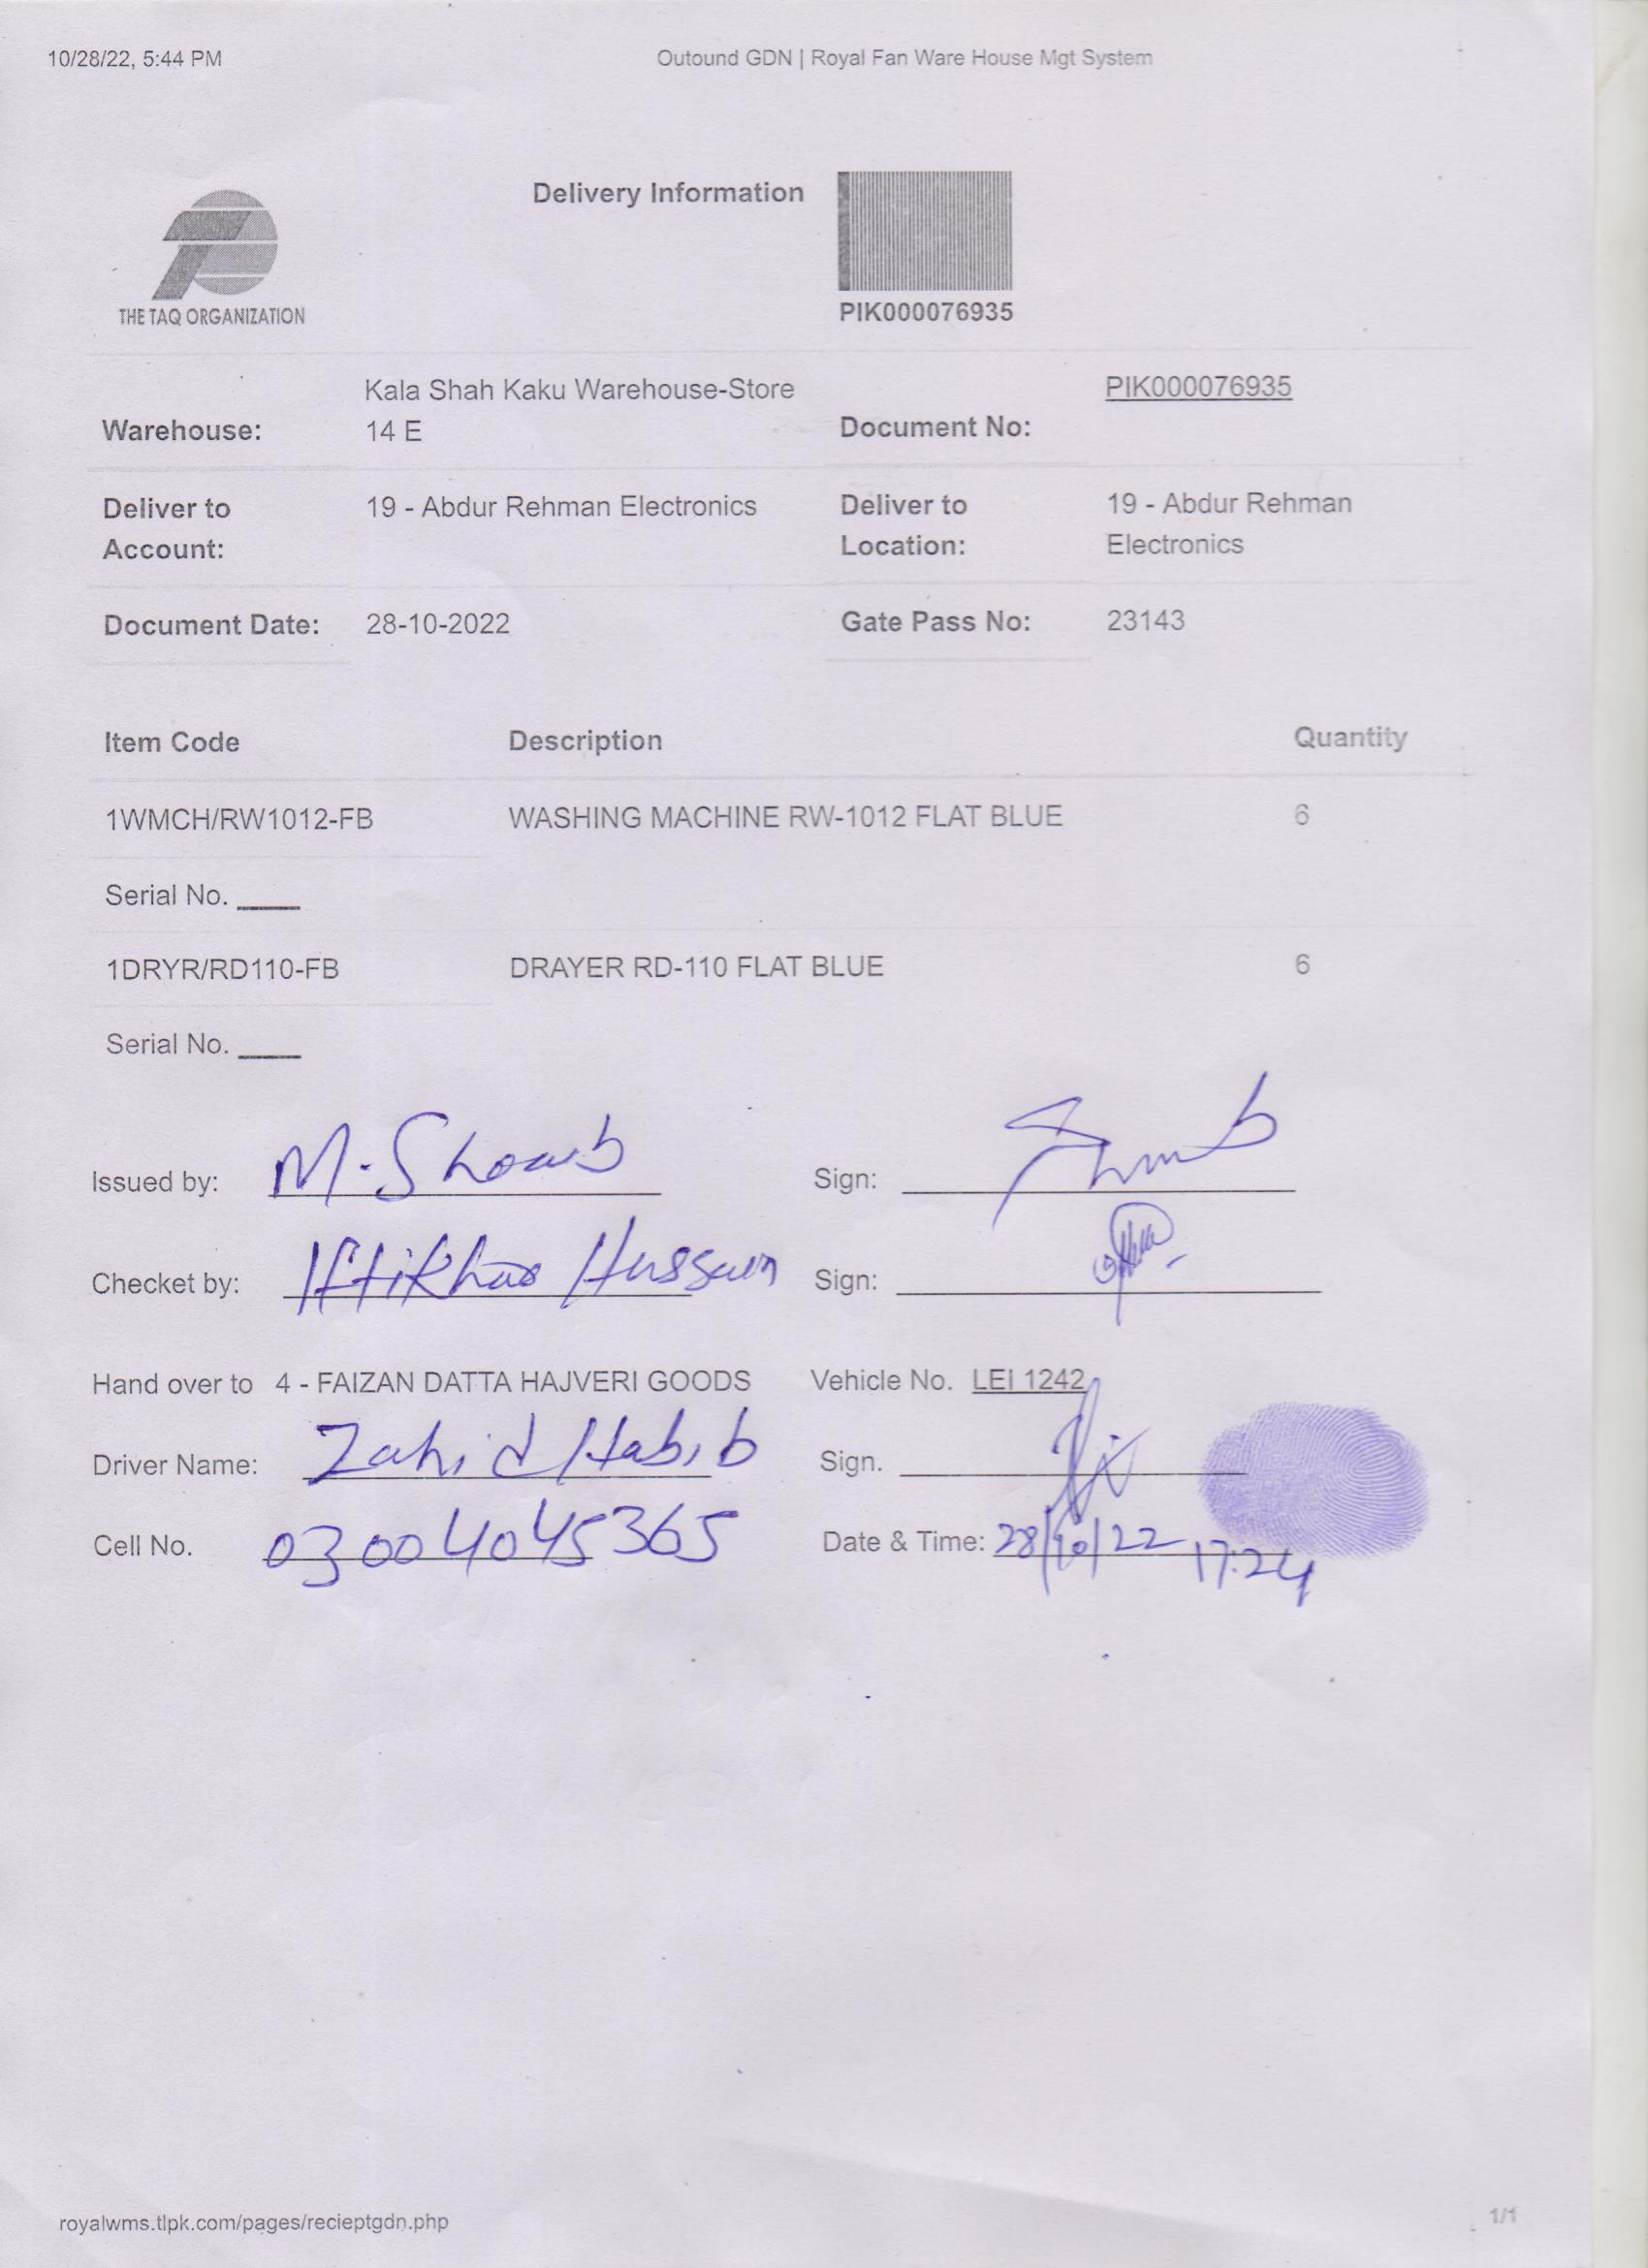 10/28/22, 5:44 PM Outound GDN | Royal Fan Ware House Mgt System
Delivery Information
THE TAQ ORGANIZATION
PIK000076935
Warehouse: Kala Shah Kaku Warehouse-Store 14 E Document No: PIK000076935
Deliver to Account: 19 - Abdur Rehman Electronics Deliver to Location: 19 - Abdur Rehman Electronics
Document Date: 28-10-2022 Gate Pass No: 23143
Item Code Description Quantity
1WMCH/RW1012-FB WASHING MACHINE RW-1012 FLAT BLUE 6
Serial No. ____
1DRYR/RD110-FB DRAYER RD-110 FLAT BLUE 6
Serial No. ____
Issued by: M. Shoaib Sign:
Checket by: Iftikhar Hussain Sign:
Hand over to 4 - FAIZAN DATTA HAJVERI GOODS Vehicle No. LEI 1242
Driver Name: Zahid Habib Sign.
Cell No. 03004045365 Date & Time: 28/10/22 17:24
royalwms.tlpk.com/pages/recieptgdn.php 1/1